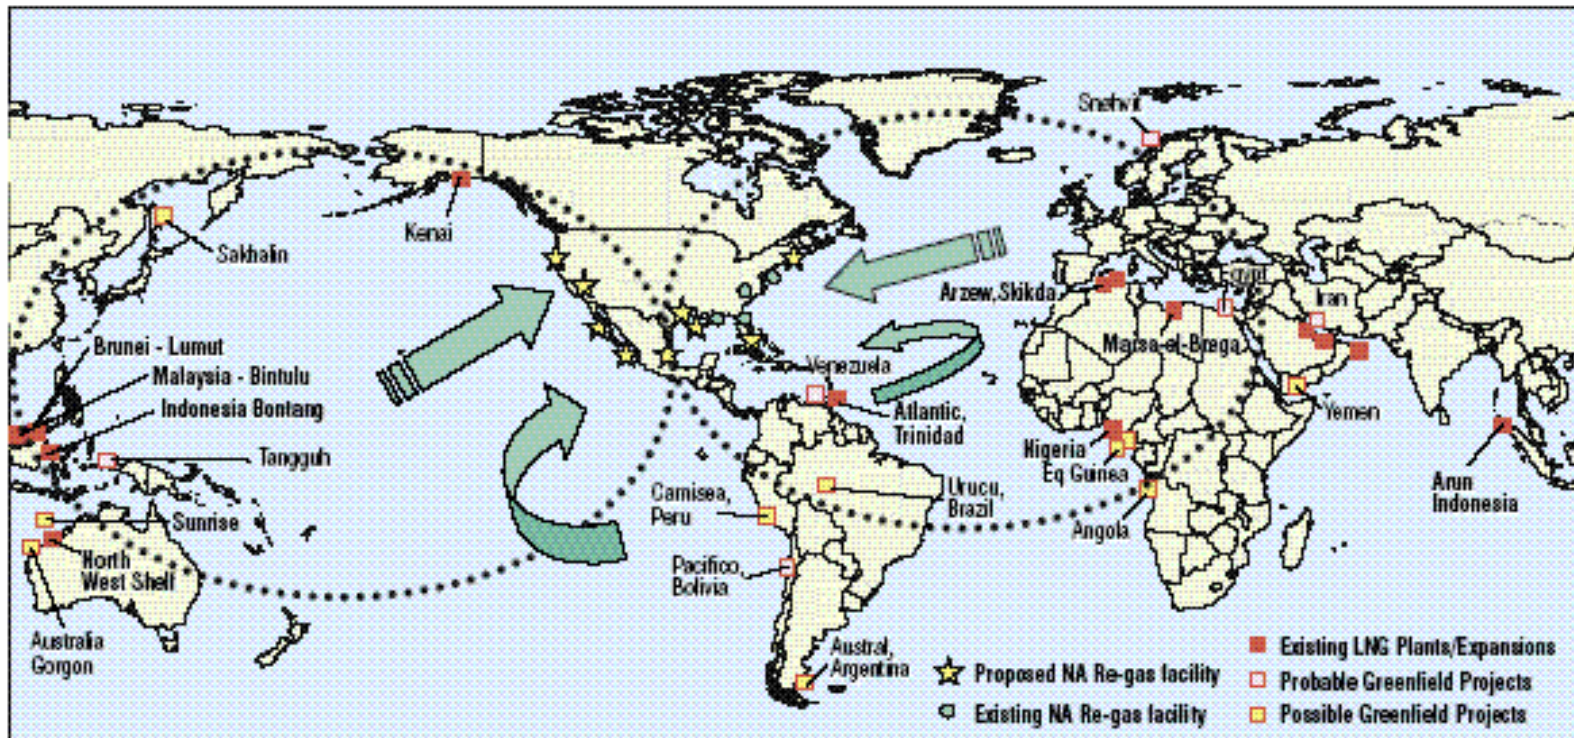 Snøhvit
Kenai
Sakhalin
Arzew, Skikda
Egypt
Iran
Marsa-el-Brega
Brunei - Lumut
Malaysia - Bintulu
Indonesia Bontang
Venezuela
Atlantic,
Trinidad
Yemen
Tangguh
Nigeria
Eq Guinea
Arun
Indonesia
Camisea,
Peru
Urucu,
Brazil
Angola
Sunrise
North
West Shelf
Pacifico,
Bolivia
Australia
Gorgon
Austral,
Argentina
Proposed NA Re-gas facility
Existing NA Re-gas facility
Existing LNG Plants/Expansions
Probable Greenfield Projects
Possible Greenfield Projects